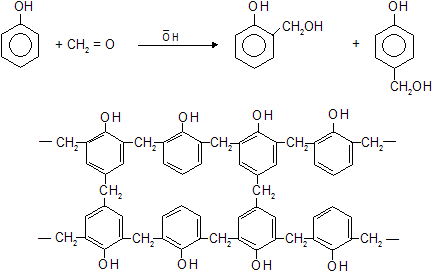 OH OH OH
+ CH2 = O O̅ H CH2OH +
CH2OH
OH OH OH OH
— CH2 CH2 CH2 CH2 CH2 —
CH2 CH2
— CH2 CH2 CH2 CH2 CH2 —
OH OH OH OH